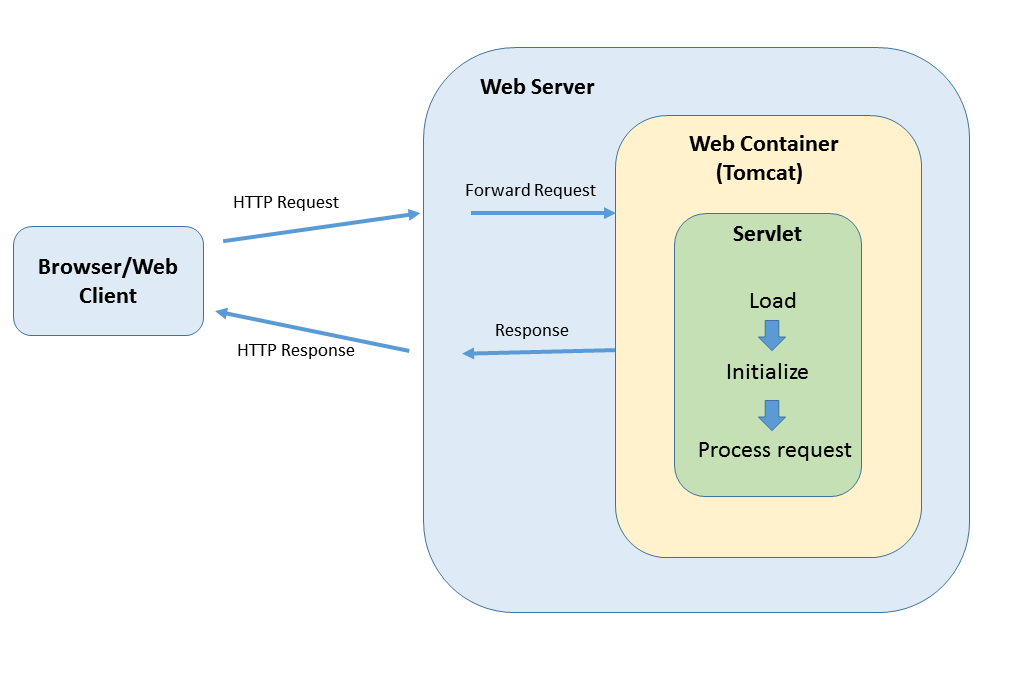 Web Server
Web Container
(Tomcat)
HTTP Request
Forward Request
Servlet
Browser/Web
Client
Load
Response
HTTP Response
Initialize
Process request